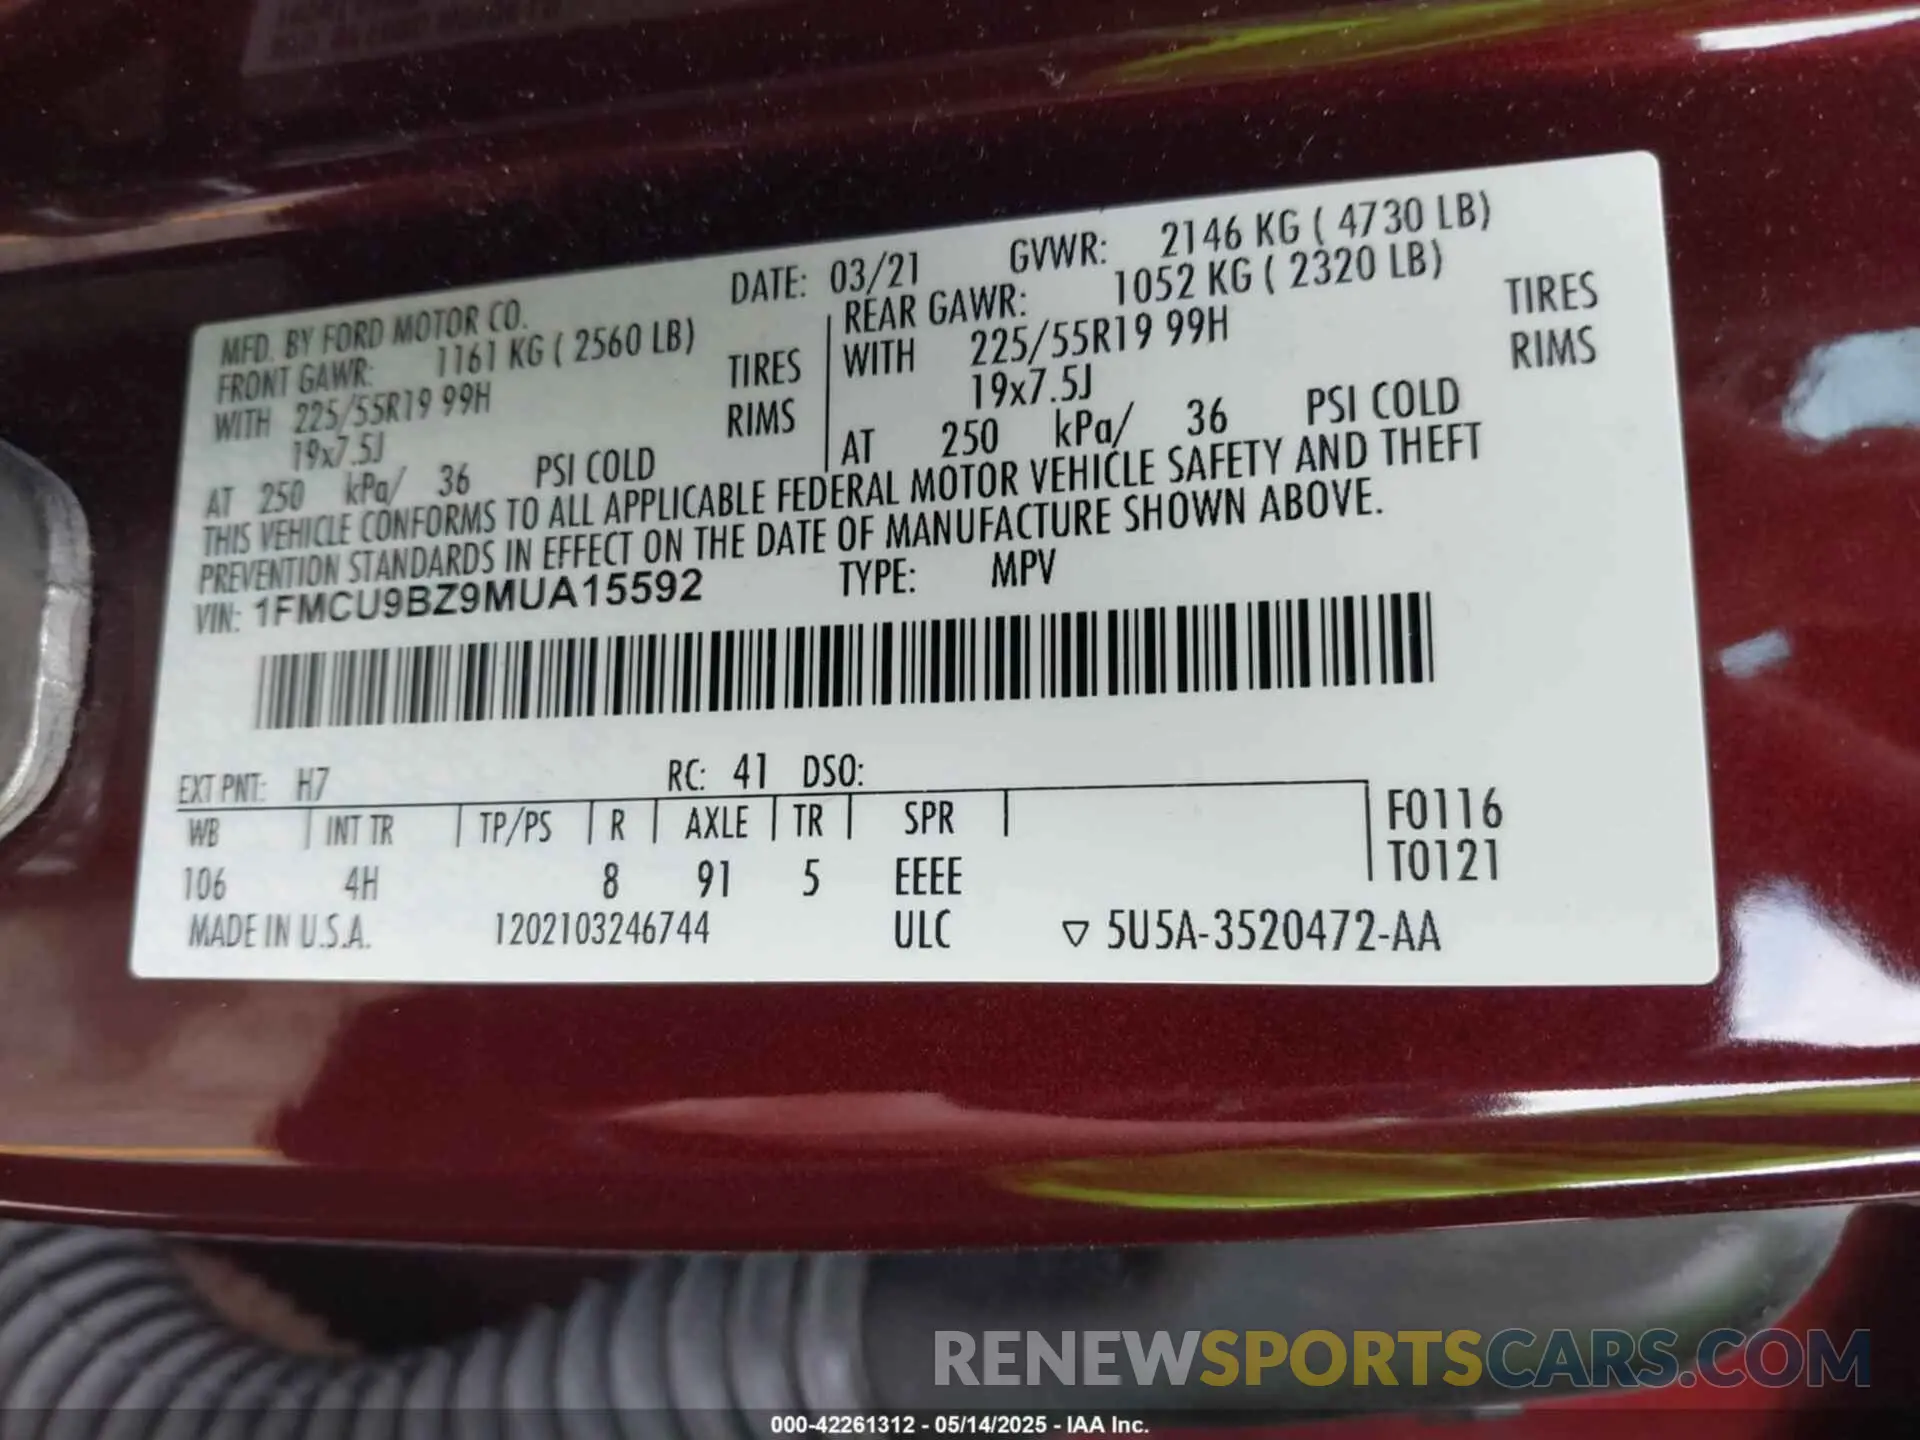 MFD. BY FORD MOTOR CO.
DATE: 03/21 GVWR: 2146 KG ( 4730 LB)
FRONT GAWR: 1161 KG ( 2560 LB)
WITH 225/55R19 99H TIRES
19x7.5J RIMS
AT 250 kPa/ 36 PSI COLD
REAR GAWR: 1052 KG ( 2320 LB)
WITH 225/55R19 99H TIRES
19x7.5J RIMS
AT 250 kPa/ 36 PSI COLD
THIS VEHICLE CONFORMS TO ALL APPLICABLE FEDERAL MOTOR VEHICLE SAFETY AND THEFT
PREVENTION STANDARDS IN EFFECT ON THE DATE OF MANUFACTURE SHOWN ABOVE.
VIN: 1FMCU9BZ9MUA15592 TYPE: MPV
EXT PNT: H7 RC: 41 DSO:
WB INT TR TP/PS R AXLE TR SPR F0116
106 4H 8 91 5 EEEE T0121
MADE IN U.S.A. 1202103246744 ULC ▽ 5U5A-3520472-AA
RENEWSPORTSCARS.COM
000-42261312 - 05/14/2025 - IAA Inc.